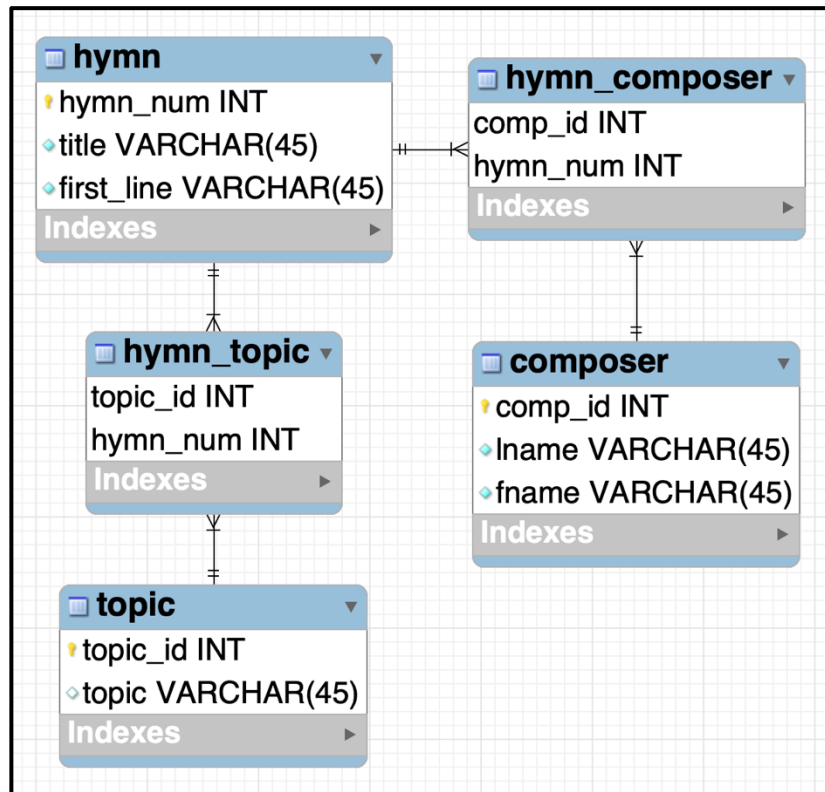 hymn
hymn_num INT
title VARCHAR(45)
first_line VARCHAR(45)
Indexes
hymn_composer
comp_id INT
hymn_num INT
Indexes
hymn_topic
topic_id INT
hymn_num INT
Indexes
composer
comp_id INT
lname VARCHAR(45)
fname VARCHAR(45)
Indexes
topic
topic_id INT
topic VARCHAR(45)
Indexes